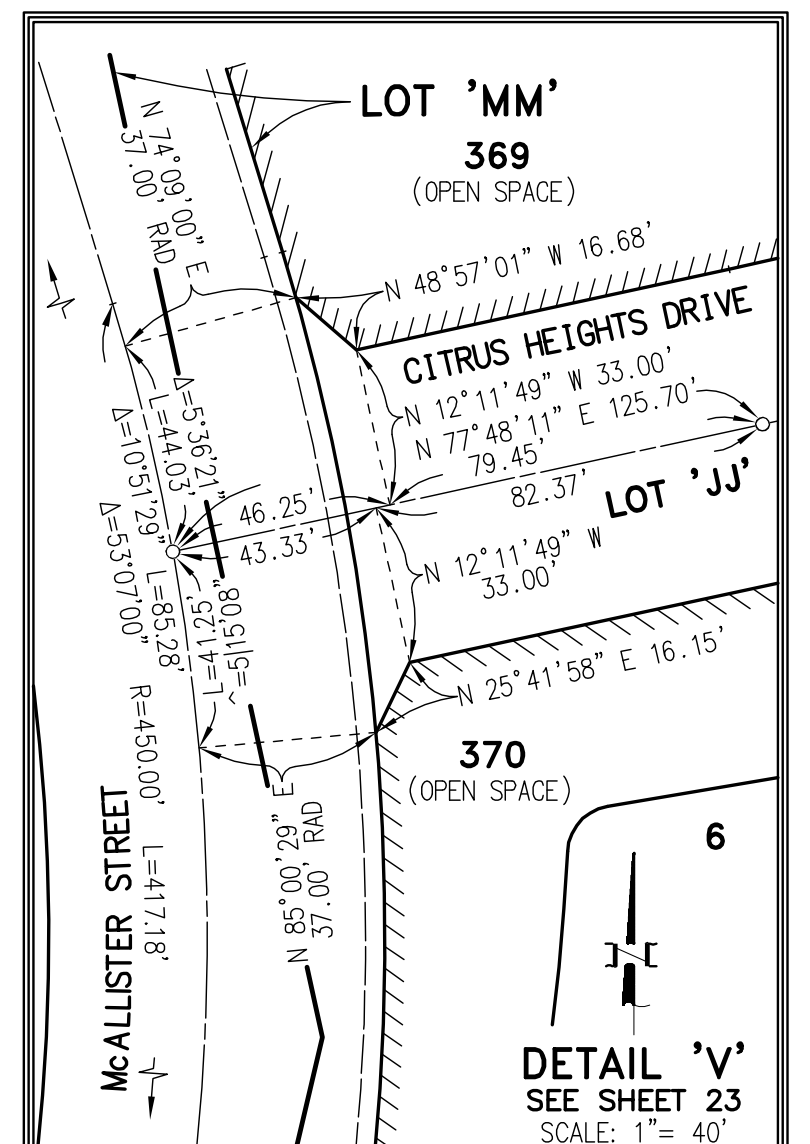 LOT 'MM'
369
(OPEN SPACE)
N 74°09'00" E
37.00' RAD
N 48°57'01" W 16.68'
CITRUS HEIGHTS DRIVE
N 12°11'49" W 33.00'
N 77°48'11" E 125.70'
79.45'
82.37'
LOT 'JJ'
46.25'
43.33'
Δ=5°36'21"
L=44.03'
Δ=10°51'29" L=85.28'
Δ=53°07'00" R=450.00' L=417.18'
N 12°11'49" W
33.00'
L=41.25'
N 25°41'58" E 16.15'
370
(OPEN SPACE)
N 85°00'29" E
37.00' RAD
McALLISTER STREET
6
DETAIL 'V'
SEE SHEET 23
SCALE: 1"= 40'